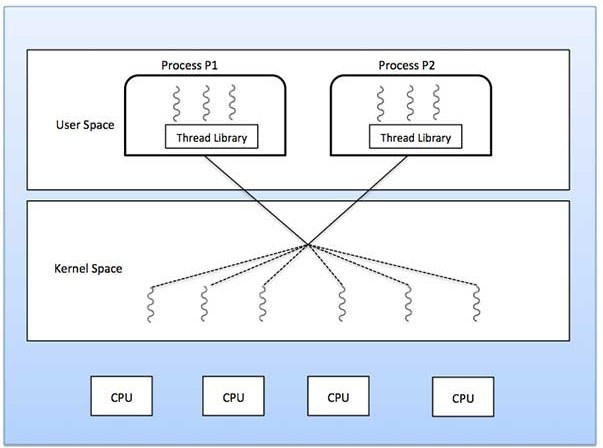 Process P1
Process P2
User Space
Thread Library
Thread Library
Kernel Space
CPU
CPU
CPU
CPU